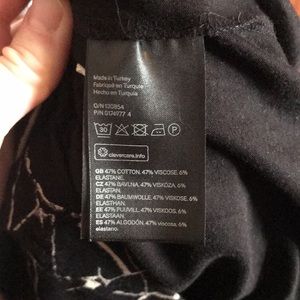 Made in Turkey
Fabriqué en Turquie
Hecho en Turquía
O/N 130854
P/N 0174977 4
30
P
clevercare.info
GB 47% COTTON, 47% VISCOSE, 6%
ELASTANE.
CZ 47% BAVLNA, 47% VISKÓZA, 6%
ELASTAN.
DE 47% BAUMWOLLE, 47% VISKOSE, 6%
ELASTHAN.
EE 47% PUUVILL, 47% VISKOOS, 6%
ELASTAAN.
ES 47% ALGODÓN, 47% viscosa, 6%
elastano.